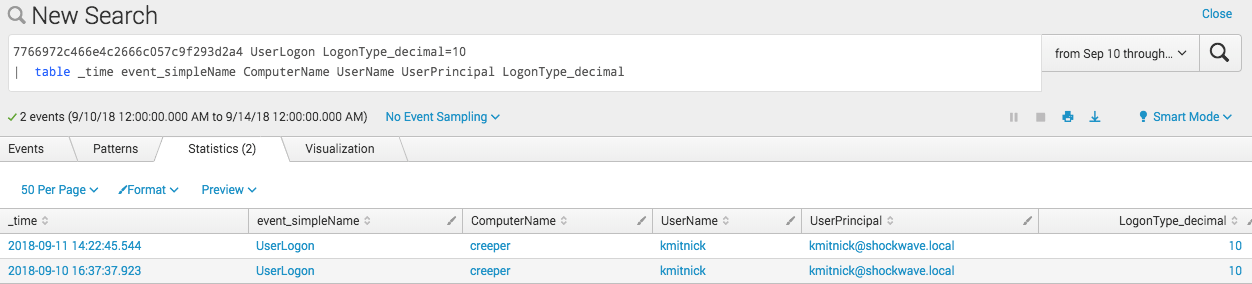 New Search
Close
7766972c466e4c2666c057c9f293d2a4 UserLogon LogonType_decimal=10
from Sep 10 through...
| table _time event_simpleName ComputerName UserName UserPrincipal LogonType_decimal
2 events (9/10/18 12:00:00.000 AM to 9/14/18 12:00:00.000 AM)
No Event Sampling
Smart Mode
Events Patterns Statistics (2) Visualization
50 Per Page Format Preview
_time event_simpleName ComputerName UserName UserPrincipal LogonType_decimal
2018-09-11 14:22:45.544 UserLogon creeper kmitnick kmitnick@shockwave.local 10
2018-09-10 16:37:37.923 UserLogon creeper kmitnick kmitnick@shockwave.local 10